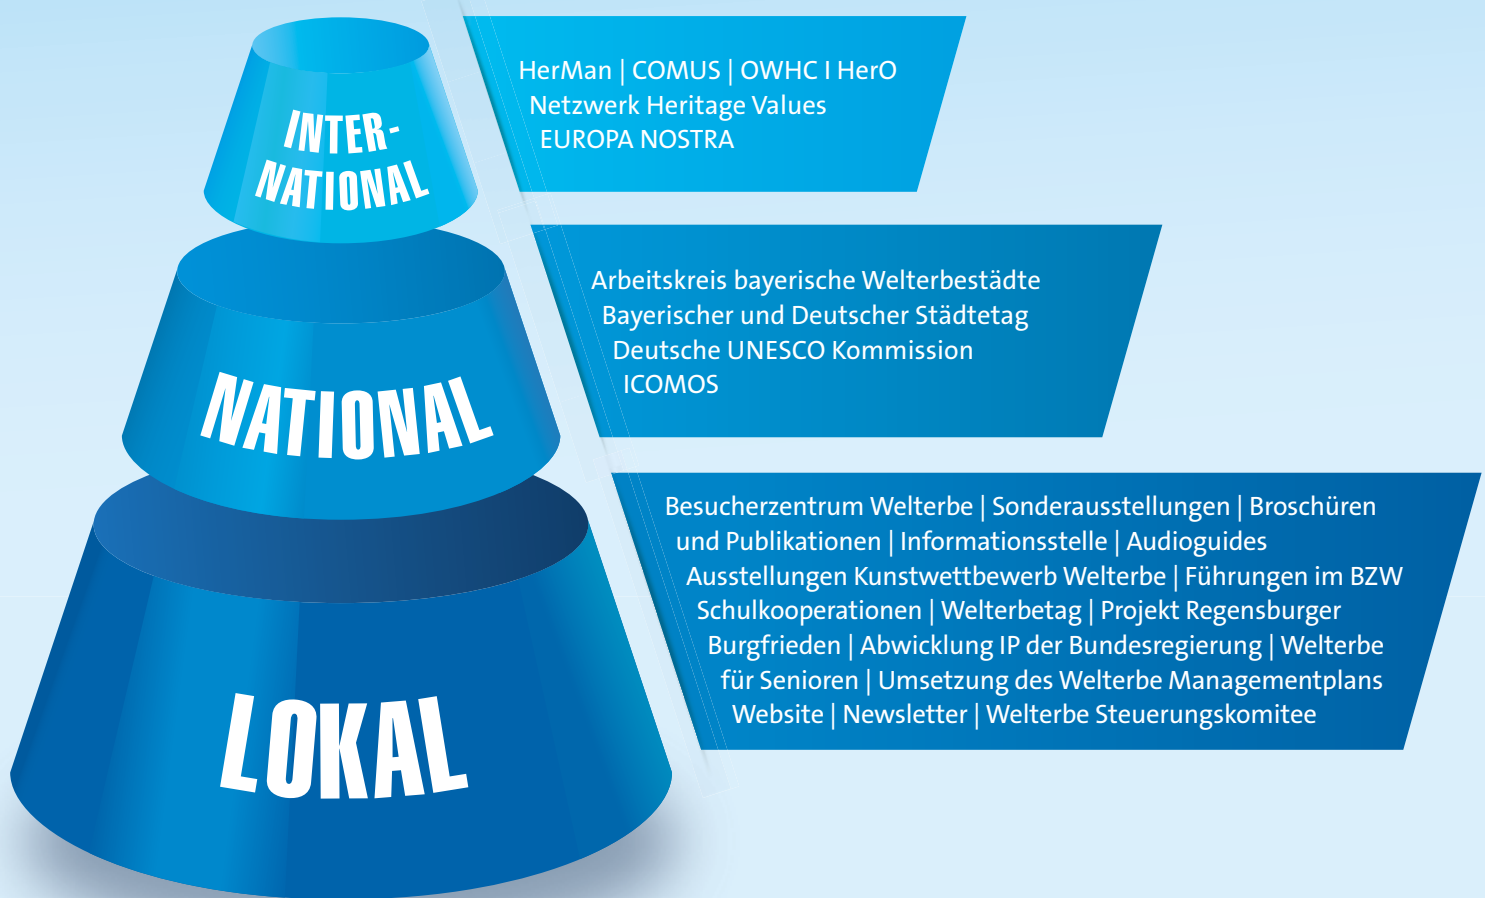 INTER-
NATIONAL
HerMan | COMUS | OWHC I HerO
Netzwerk Heritage Values
EUROPA NOSTRA
NATIONAL
Arbeitskreis bayerische Welterbestädte
Bayerischer und Deutscher Städtetag
Deutsche UNESCO Kommission
ICOMOS
LOKAL
Besucherzentrum Welterbe | Sonderausstellungen | Broschüren
und Publikationen | Informationsstelle | Audioguides
Ausstellungen Kunstwettbewerb Welterbe | Führungen im BZW
Schulkooperationen | Welterbetag | Projekt Regensburger
Burgfrieden | Abwicklung IP der Bundesregierung | Welterbe
für Senioren | Umsetzung des Welterbe Managementplans
Website | Newsletter | Welterbe Steuerungskomitee